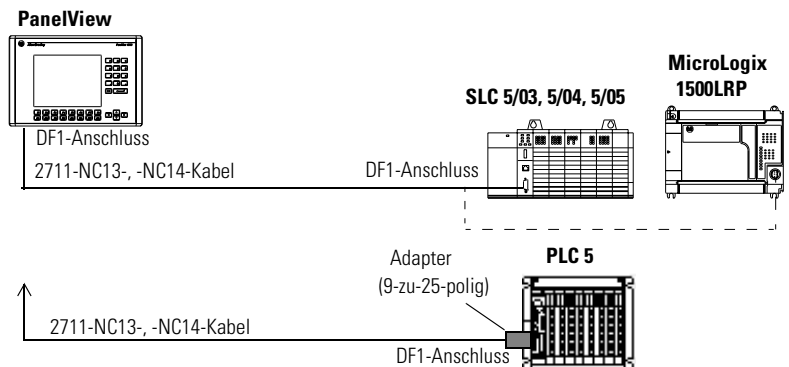 PanelView
MicroLogix
1500LRP
SLC 5/03, 5/04, 5/05
DF1-Anschluss
2711-NC13-, -NC14-Kabel
DF1-Anschluss
Adapter
(9-zu-25-polig)
PLC 5
2711-NC13-, -NC14-Kabel
DF1-Anschluss